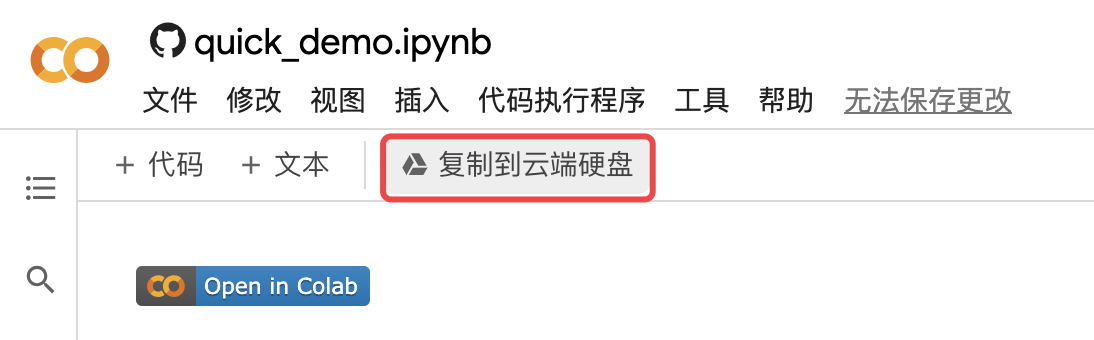 quick_demo.ipynb
文件 修改 视图 插入 代码执行程序 工具 帮助 无法保存更改
+ 代码 + 文本 复制到云端硬盘
Open in Colab